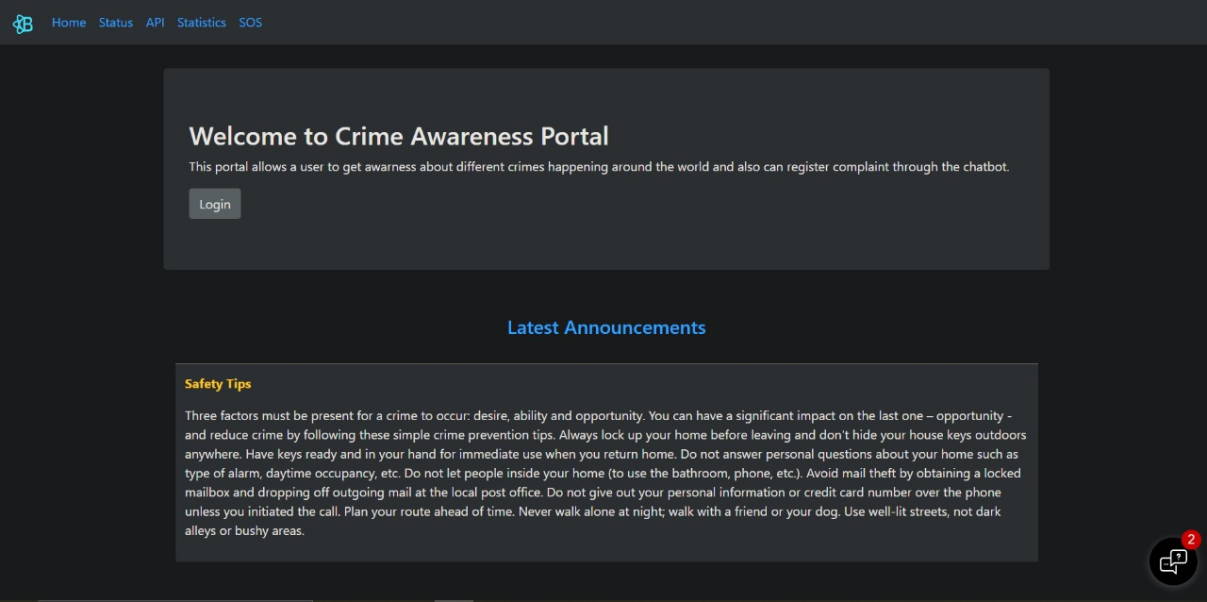 Home Status API Statistics SOS
Welcome to Crime Awareness Portal
This portal allows a user to get awarness about different crimes happening around the world and also can register complaint through the chatbot.
Login
Latest Announcements
Safety Tips
Three factors must be present for a crime to occur: desire, ability and opportunity. You can have a significant impact on the last one – opportunity -
and reduce crime by following these simple crime prevention tips. Always lock up your home before leaving and don't hide your house keys outdoors
anywhere. Have keys ready and in your hand for immediate use when you return home. Do not answer personal questions about your home such as
type of alarm, daytime occupancy, etc. Do not let people inside your home (to use the bathroom, phone, etc.). Avoid mail theft by obtaining a locked
mailbox and dropping off outgoing mail at the local post office. Do not give out your personal information or credit card number over the phone
unless you initiated the call. Plan your route ahead of time. Never walk alone at night; walk with a friend or your dog. Use well-lit streets, not dark
alleys or bushy areas.
2